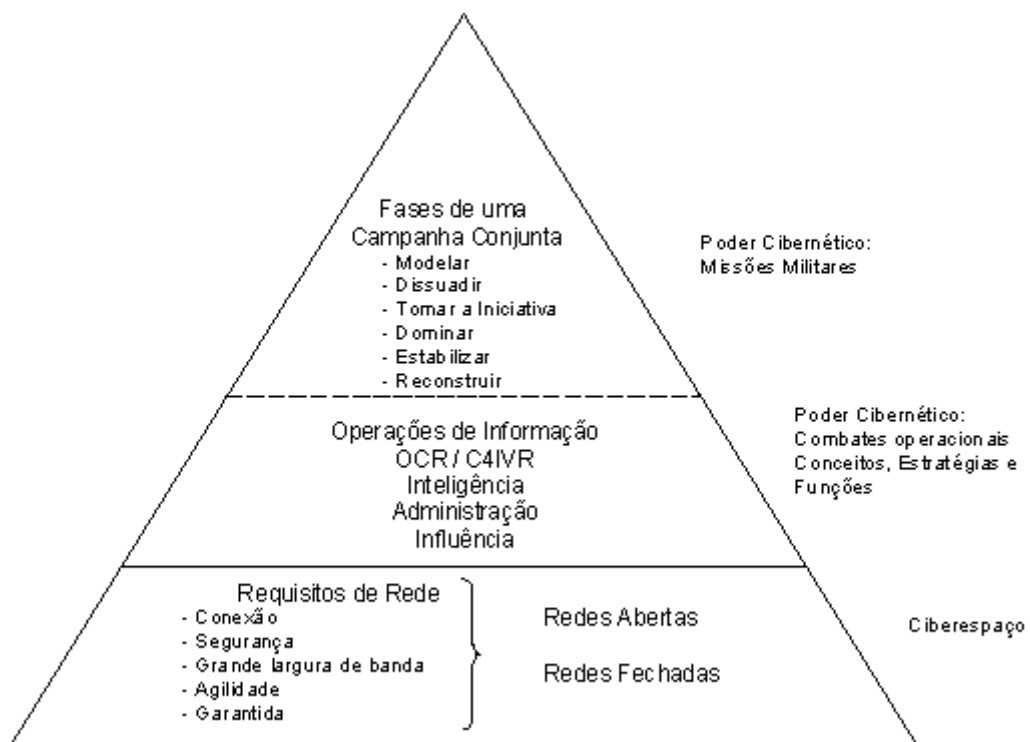 Fases de uma
Campanha Conjunta
- Modelar
- Dissuadir
- Tomar a Iniciativa
- Dominar
- Estabilizar
- Reconstruir
Poder Cibernético:
Missões Militares
Operações de Informação
OCR / C4IVR
Inteligência
Administração
Influência
Poder Cibernético:
Combates operacionais
Conceitos, Estratégias e
Funções
Requisitos de Rede
- Conexão
- Segurança
- Grande largura de banda
- Agilidade
- Garantida
Redes Abertas
Redes Fechadas
Ciberespaço